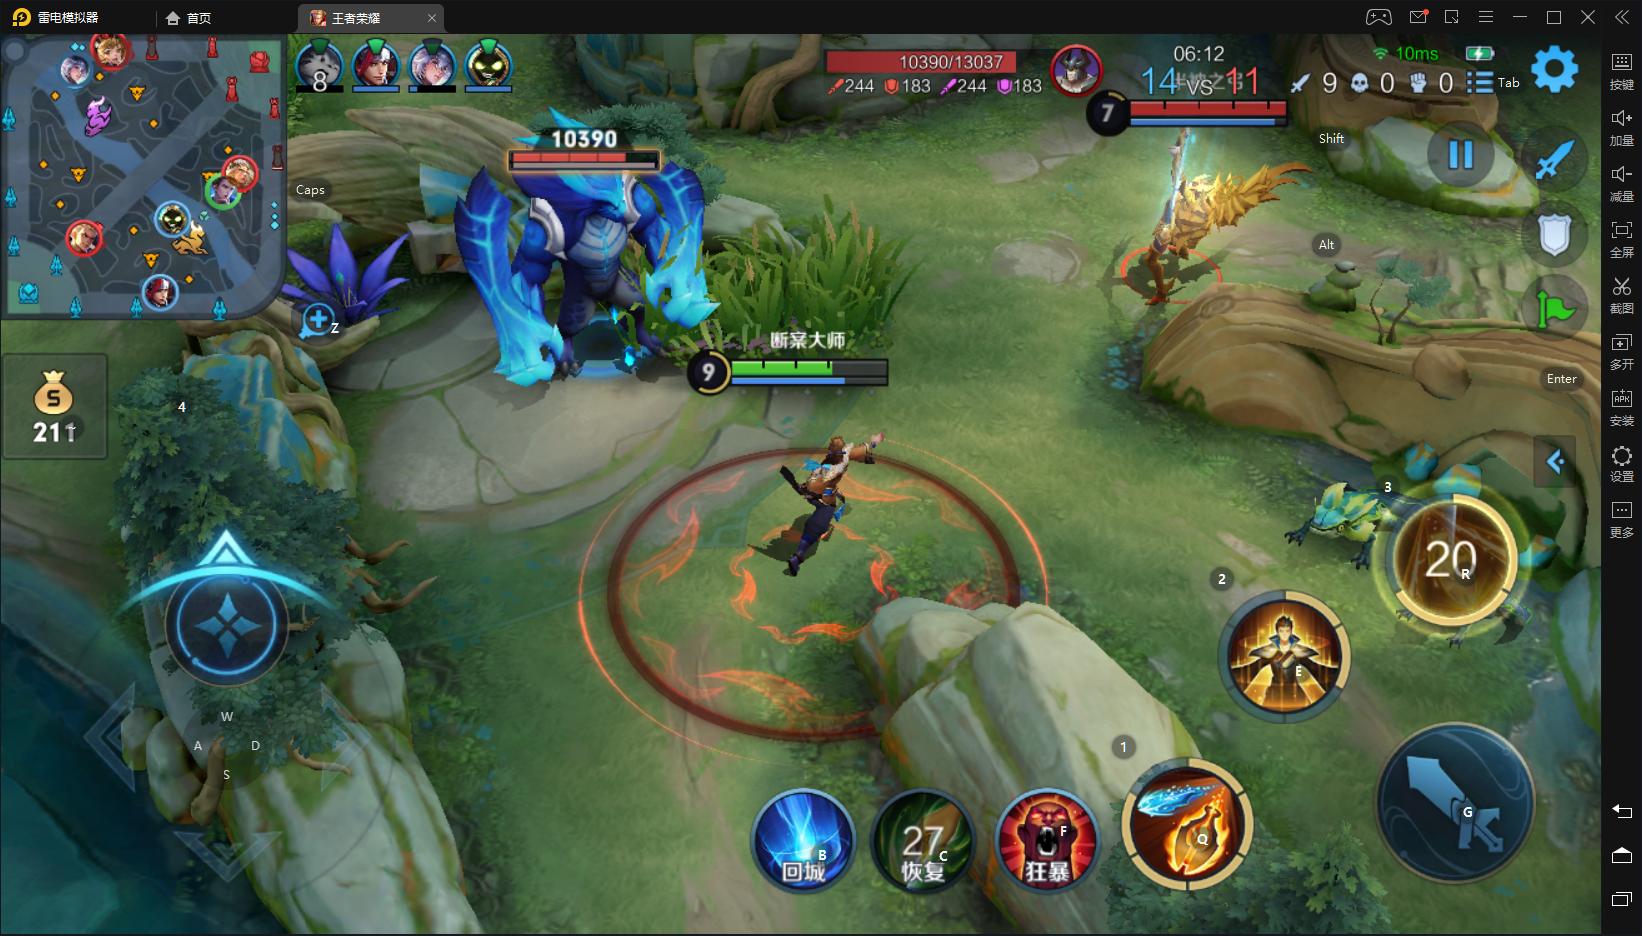 雷电模拟器
首页
王者荣耀
8
10390/13037
244 183 244 183
06:12
14 VS 11
10ms
9 0 0
Tab
7
Shift
10390
Caps
Alt
Z
断案大师
9
Enter
4
3
20
R
2
E
W
A D
S
1
G
回城 B
27
恢复 C
狂暴 F
Q
按键
加量
减量
全屏
截图
多开
APK
安装
设置
更多